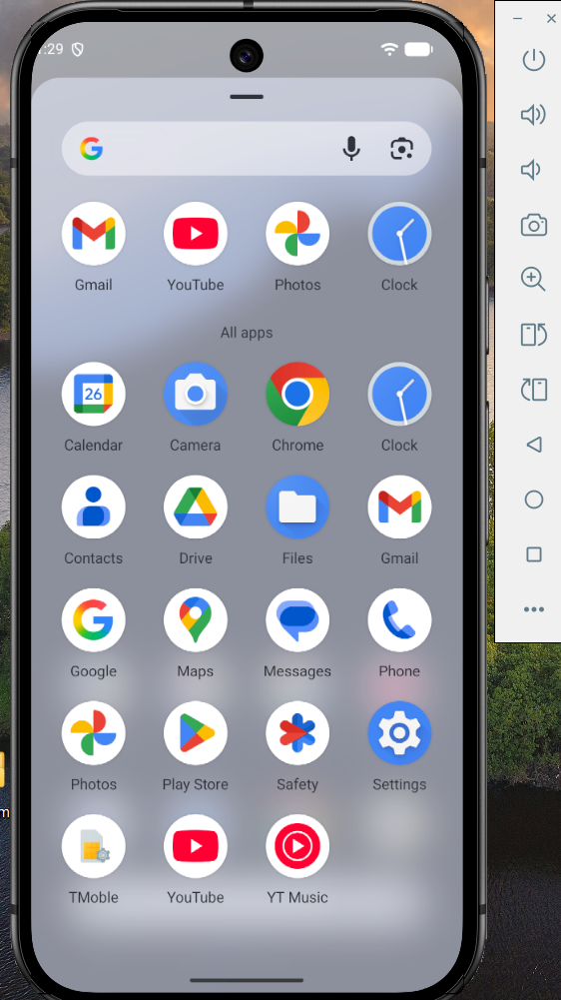 :29
Gmail YouTube Photos Clock
All apps
26
Calendar Camera Chrome Clock
Contacts Drive Files Gmail
Google Maps Messages Phone
Photos Play Store Safety Settings
m
TMoble YouTube YT Music